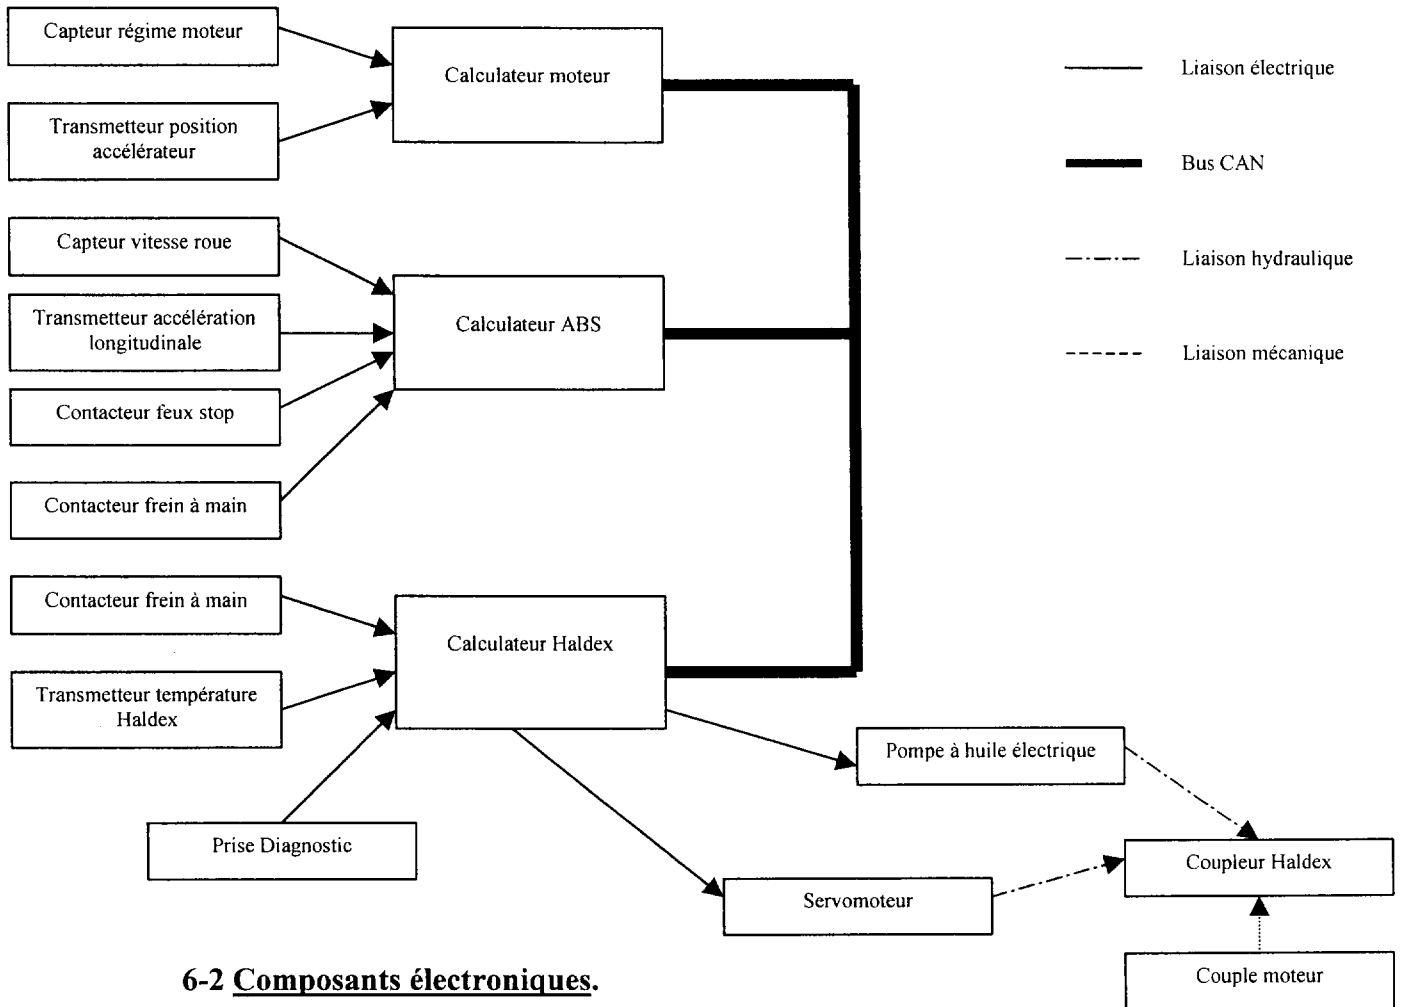 Capteur régime moteur
Transmetteur position
accélérateur
Calculateur moteur
Capteur vitesse roue
Transmetteur accélération
longitudinale
Contacteur feux stop
Contacteur frein à main
Calculateur ABS
Contacteur frein à main
Transmetteur température
Haldex
Prise Diagnostic
Calculateur Haldex
Pompe à huile électrique
Servomoteur
Coupleur Haldex
Couple moteur
Liaison électrique
Bus CAN
Liaison hydraulique
Liaison mécanique
6-2 Composants électroniques.